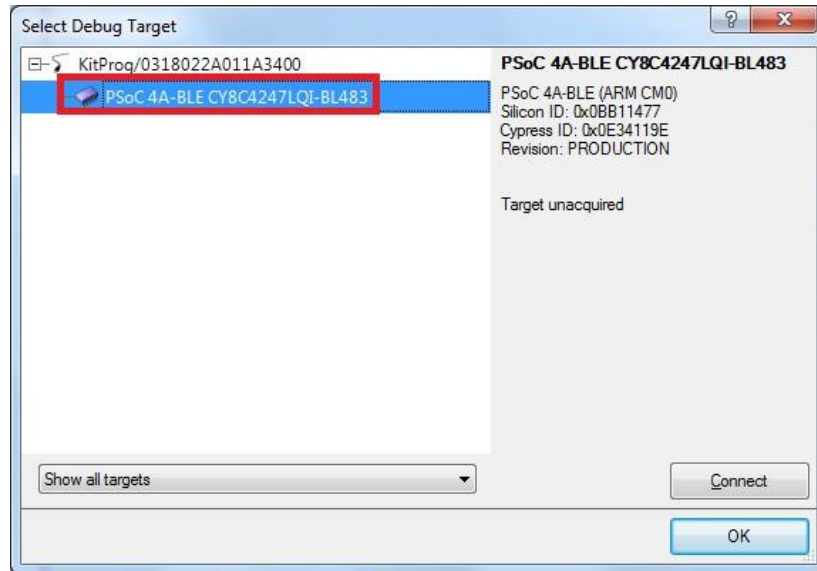 Select Debug Target
KitProg/0318022A011A3400
PSoC 4A-BLE CY8C4247LQI-BL483
PSoC 4A-BLE CY8C4247LQI-BL483
PSoC 4A-BLE (ARM CM0)
Silicon ID: 0x0BB11477
Cypress ID: 0x0E34119E
Revision: PRODUCTION
Target unacquired
Show all targets
Connect
OK